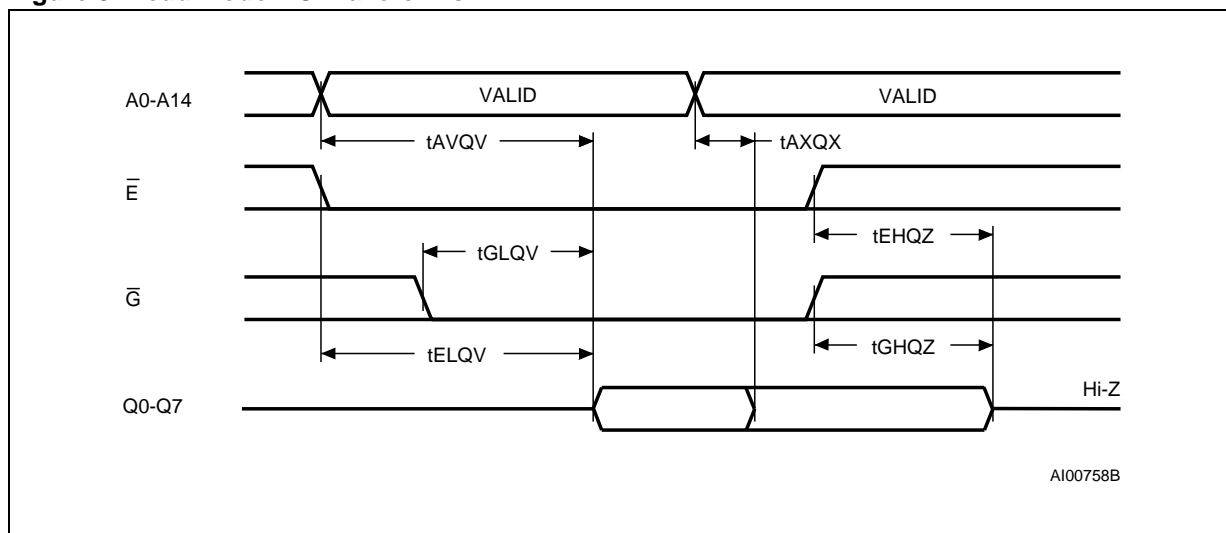 A0-A14
VALID
VALID
tAVQV
tAXQX
E̅
tEHQZ
tGLQV
G̅
tELQV
tGHQZ
Q0-Q7
Hi-Z
AI00758B